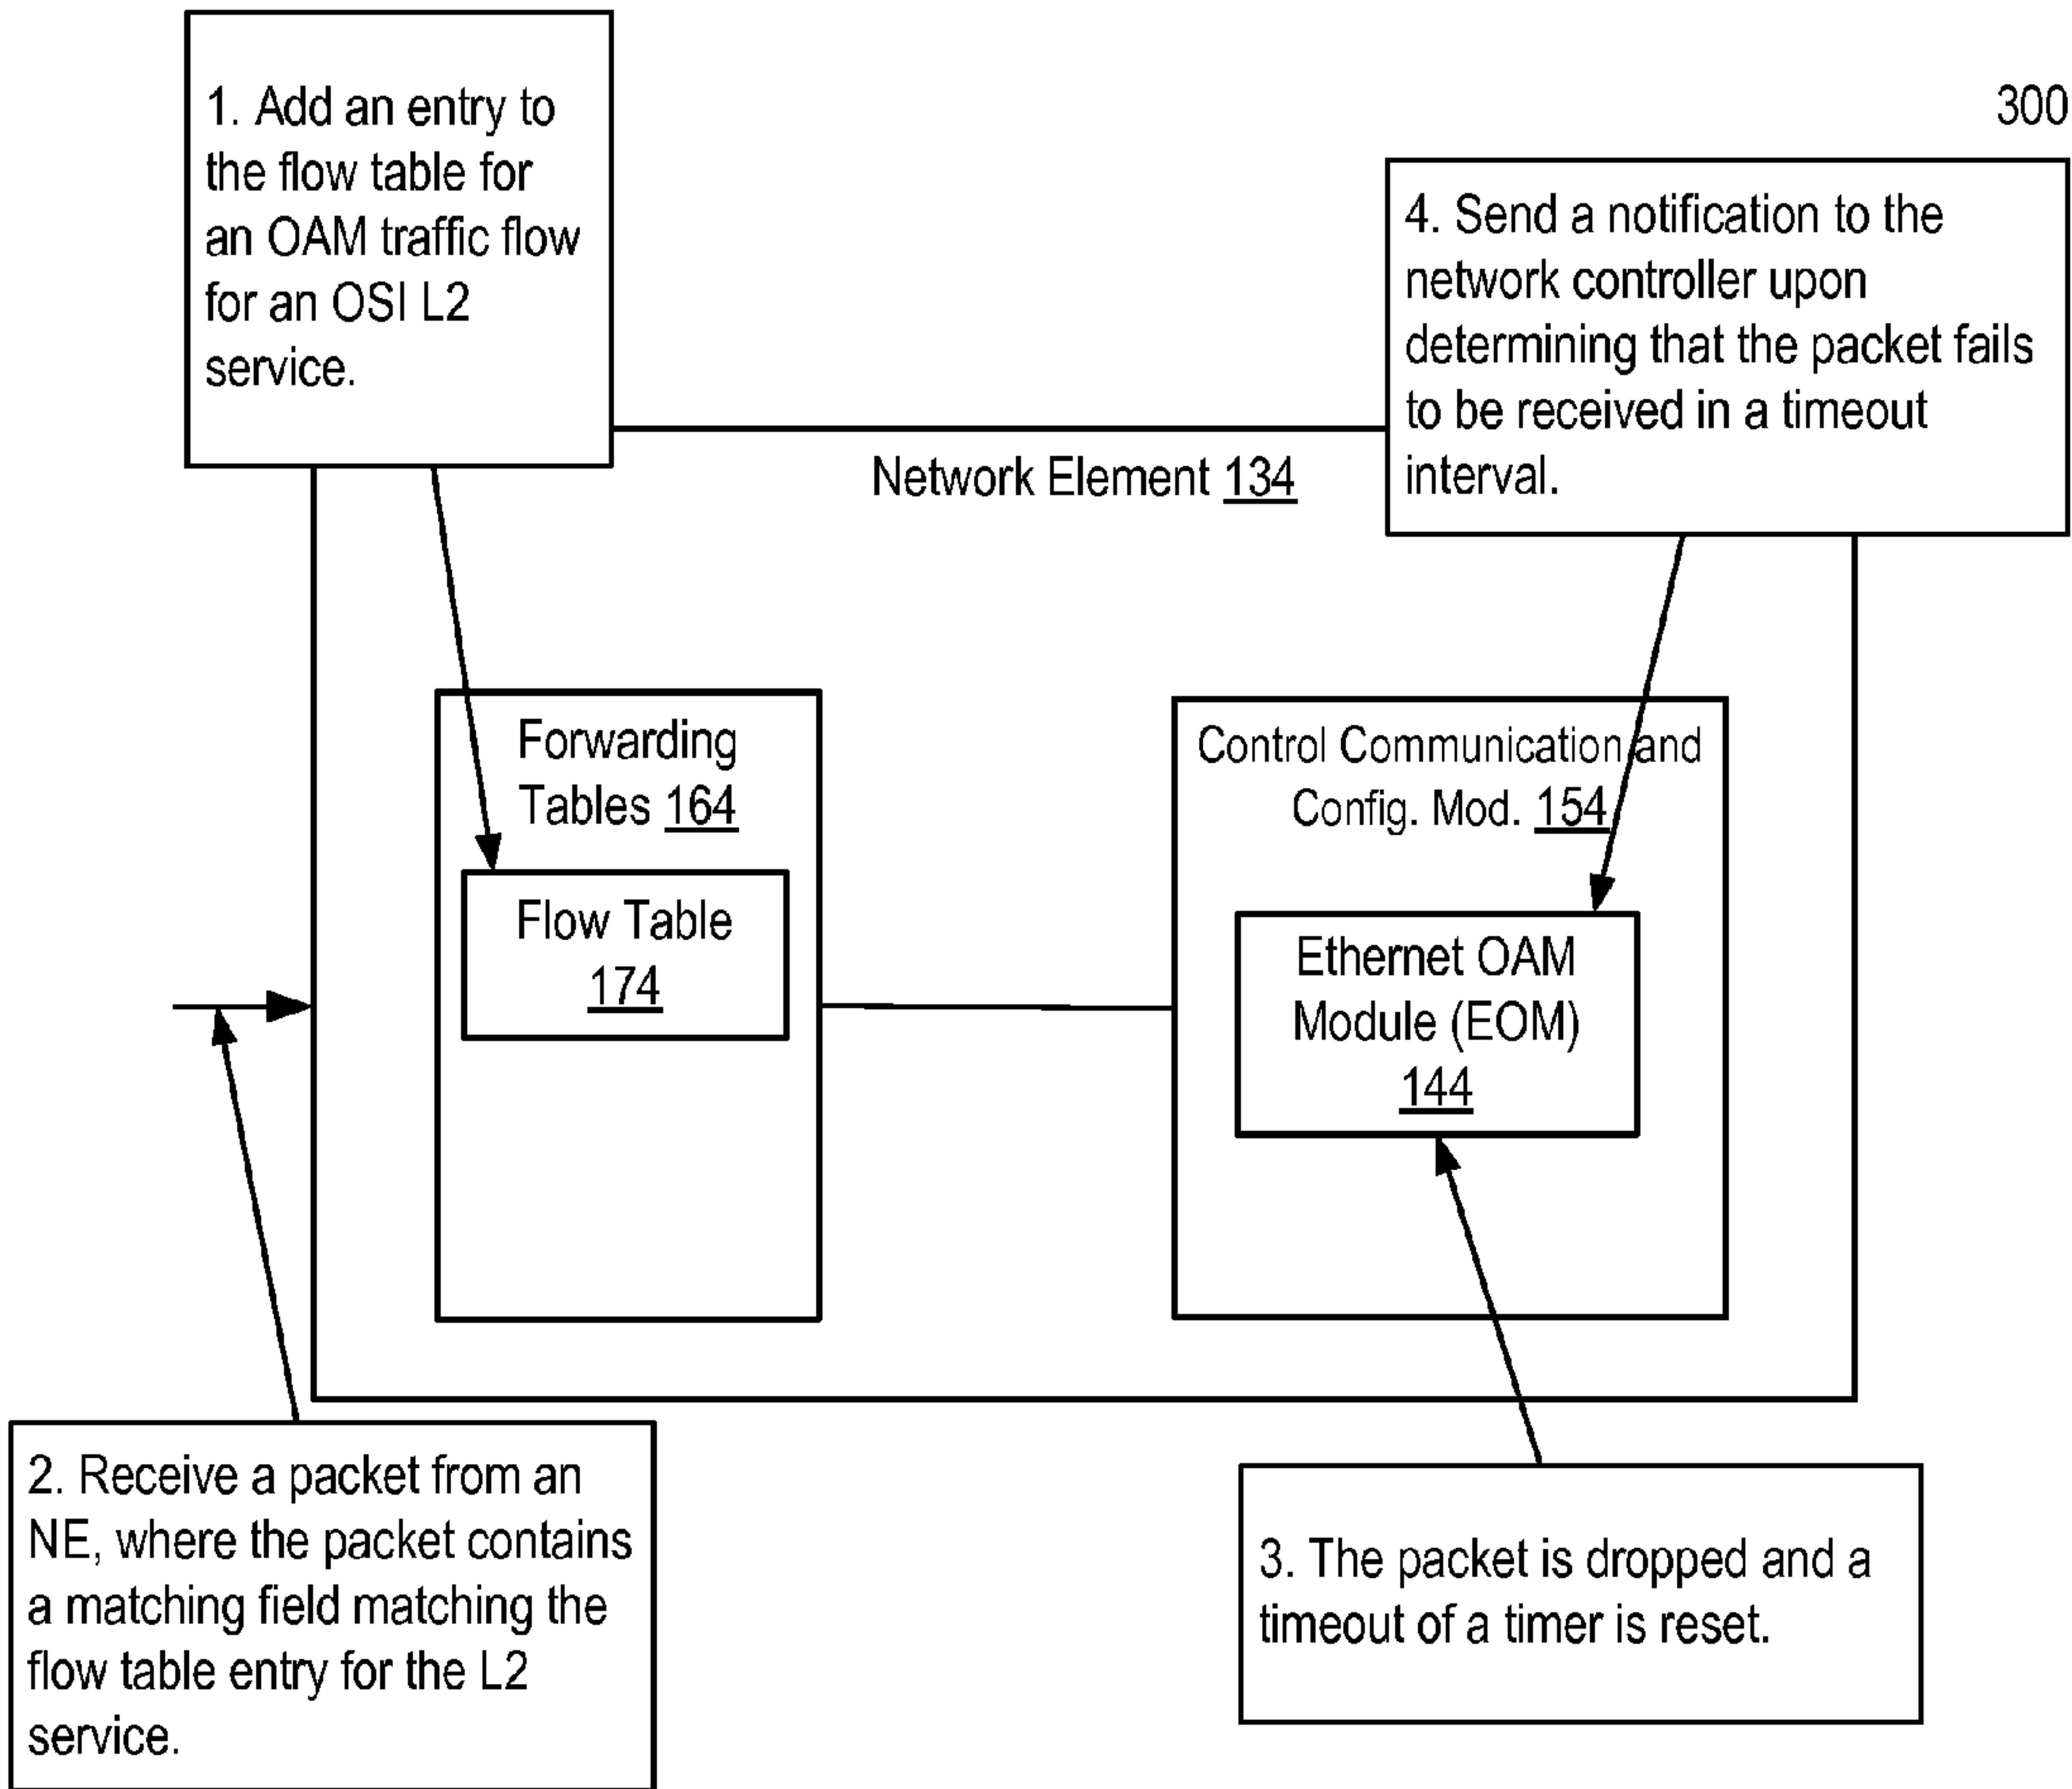 1. Add an entry to
the flow table for
an OAM traffic flow
for an OSI L2
service.
300
4. Send a notification to the
network controller upon
determining that the packet fails
to be received in a timeout
interval.
Network Element 134
Forwarding
Tables 164
Flow Table
174
Control Communication and
Config. Mod. 154
Ethernet OAM
Module (EOM)
144
2. Receive a packet from an
NE, where the packet contains
a matching field matching the
flow table entry for the L2
service.
3. The packet is dropped and a
timeout of a timer is reset.